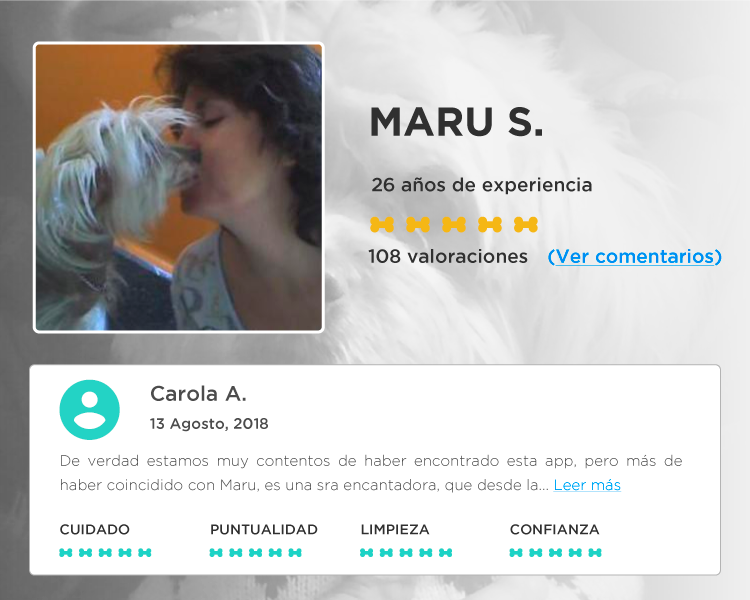 MARU S.
26 años de experiencia
108 valoraciones (Ver comentarios)
Carola A.
13 Agosto, 2018
De verdad estamos muy contentos de haber encontrado esta app, pero más de
haber coincidido con Maru, es una sra encantadora, que desde la... Leer más
CUIDADO PUNTUALIDAD LIMPIEZA CONFIANZA